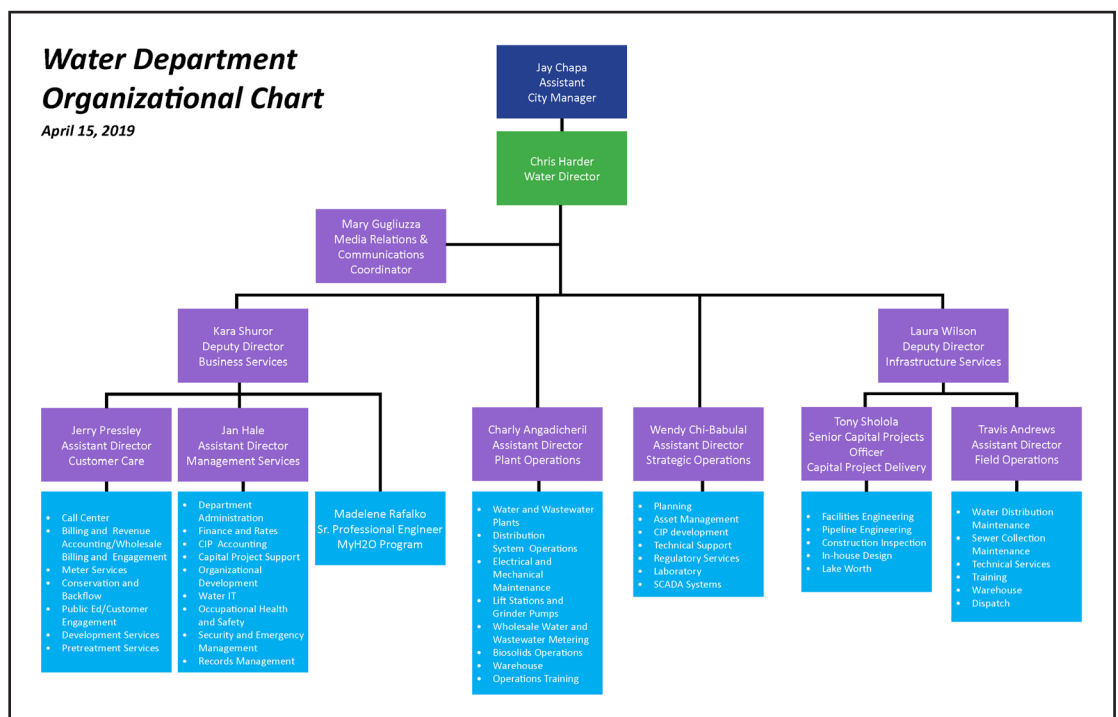 Water Department
Organizational Chart
April 15, 2019
Jay Chapa
Assistant
City Manager
Chris Harder
Water Director
Mary Gugliuzza
Media Relations &
Communications
Coordinator
Kara Shuror
Deputy Director
Business Services
Laura Wilson
Deputy Director
Infrastructure Services
Jerry Pressley
Assistant Director
Customer Care
Jan Hale
Assistant Director
Management Services
Charly Angadicheril
Assistant Director
Plant Operations
Wendy Chi-Babulal
Assistant Director
Strategic Operations
Tony Sholola
Senior Capital Projects
Officer
Capital Project Delivery
Travis Andrews
Assistant Director
Field Operations
• Call Center
• Billing and Revenue
Accounting/Wholesale
Billing and Engagement
• Meter Services
• Conservation and
Backflow
• Public Ed/Customer
Engagement
• Development Services
• Pretreatment Services
• Department
Administration
• Finance and Rates
• CIP Accounting
• Capital Project Support
• Organizational
Development
• Water IT
• Occupational Health
and Safety
• Security and Emergency
Management
• Records Management
Madelene Rafalko
Sr. Professional Engineer
MyH2O Program
• Water and Wastewater
Plants
• Distribution
System Operations
• Electrical and
Mechanical
Maintenance
• Lift Stations and
Grinder Pumps
• Wholesale Water and
Wastewater Metering
• Biosolids Operations
• Warehouse
• Operations Training
• Planning
• Asset Management
• CIP development
• Technical Support
• Regulatory Services
• Laboratory
• SCADA Systems
• Facilities Engineering
• Pipeline Engineering
• Construction Inspection
• In-house Design
• Lake Worth
• Water Distribution
Maintenance
• Sewer Collection
Maintenance
• Technical Services
• Training
• Warehouse
• Dispatch